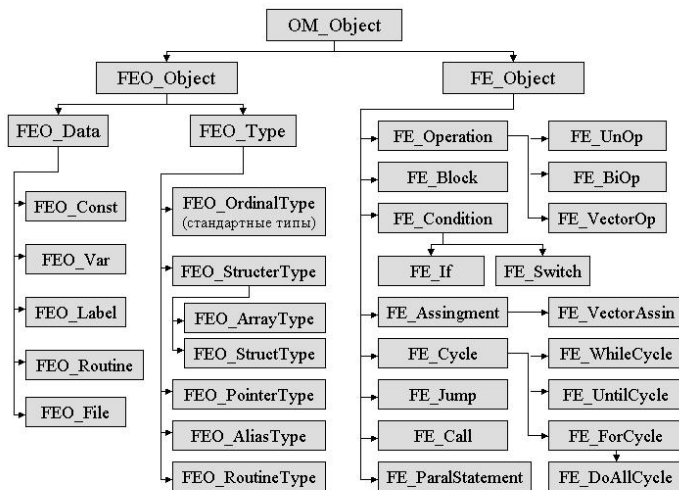 OM_Object
FEO_Object
FE_Object
FEO_Data
FEO_Type
FEO_Const
FEO_Var
FEO_Label
FEO_Routine
FEO_File
FEO_OrdinalType
(стандартные типы)
FEO_StructerType
FEO_ArrayType
FEO_StructType
FEO_PointerType
FEO_AliasType
FEO_RoutineType
FE_Operation
FE_UnOp
FE_BiOp
FE_VectorOp
FE_Block
FE_Condition
FE_If
FE_Switch
FE_Assingment
FE_VectorAssin
FE_Cycle
FE_WhileCycle
FE_UntilCycle
FE_ForCycle
FE_DoAllCycle
FE_Jump
FE_Call
FE_ParalStatement